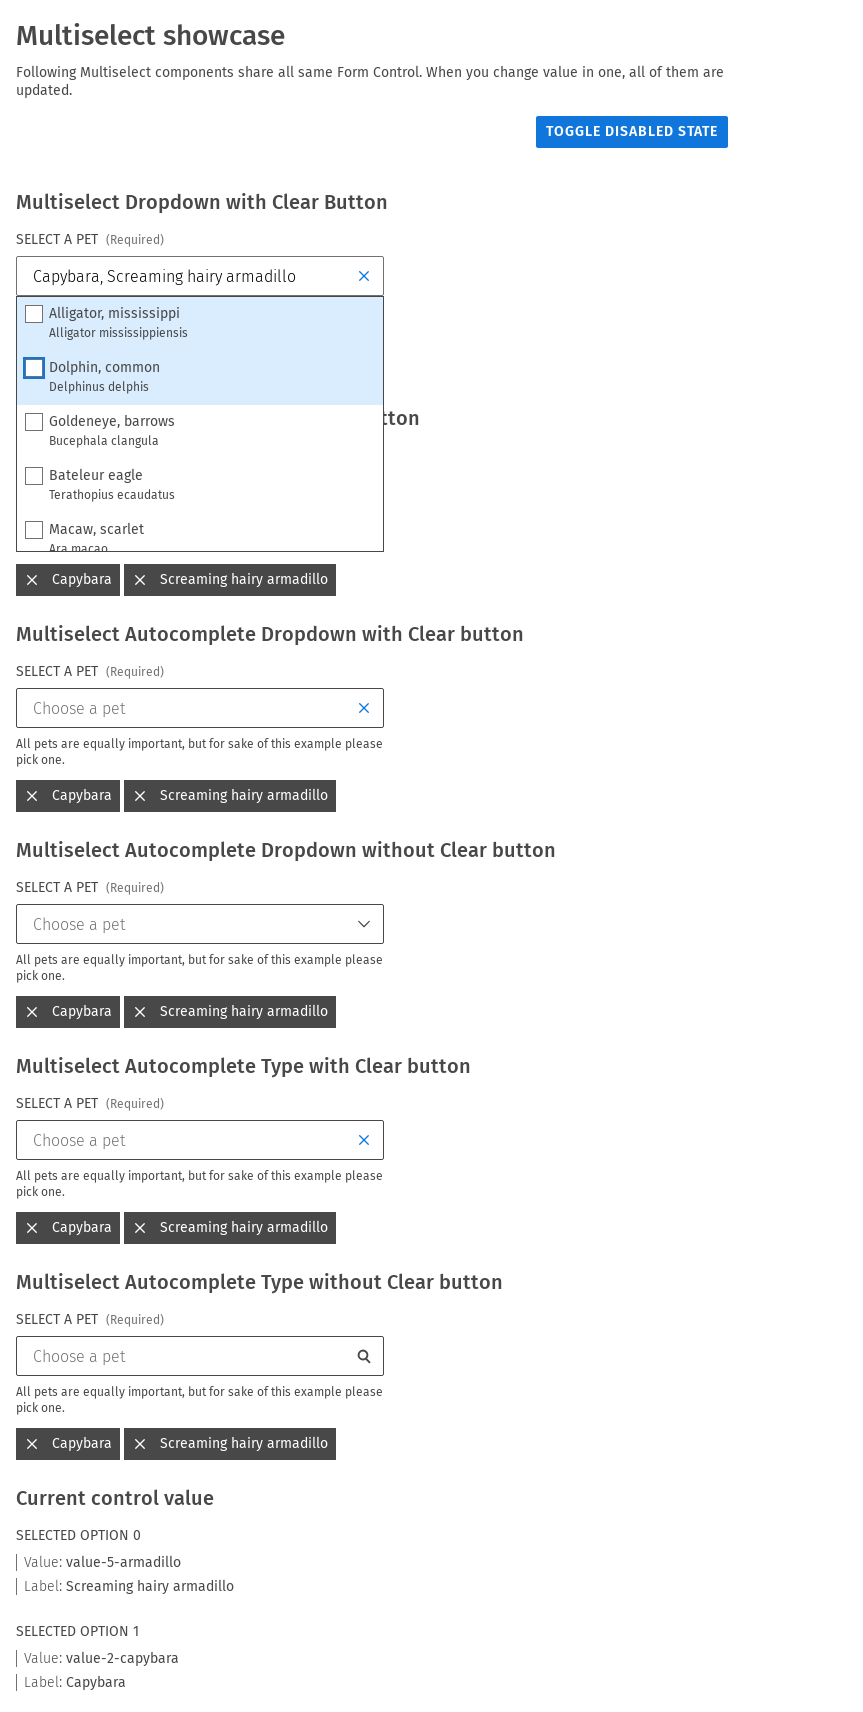 Multiselect showcase
Following Multiselect components share all same Form Control. When you change value in one, all of them are
updated.
TOGGLE DISABLED STATE
Multiselect Dropdown with Clear Button
SELECT A PET (Required)
Capybara, Screaming hairy armadillo
Alligator, mississippi
Alligator mississippiensis
Dolphin, common
Delphinus delphis
Goldeneye, barrows
Bucephala clangula
Bateleur eagle
Terathopius ecaudatus
Macaw, scarlet
Ara macao
Capybara Screaming hairy armadillo
Multiselect Autocomplete Dropdown with Clear button
SELECT A PET (Required)
Choose a pet
All pets are equally important, but for sake of this example please
pick one.
Capybara Screaming hairy armadillo
Multiselect Autocomplete Dropdown without Clear button
SELECT A PET (Required)
Choose a pet
All pets are equally important, but for sake of this example please
pick one.
Capybara Screaming hairy armadillo
Multiselect Autocomplete Type with Clear button
SELECT A PET (Required)
Choose a pet
All pets are equally important, but for sake of this example please
pick one.
Capybara Screaming hairy armadillo
Multiselect Autocomplete Type without Clear button
SELECT A PET (Required)
Choose a pet
All pets are equally important, but for sake of this example please
pick one.
Capybara Screaming hairy armadillo
Current control value
SELECTED OPTION 0
Value: value-5-armadillo
Label: Screaming hairy armadillo
SELECTED OPTION 1
Value: value-2-capybara
Label: Capybara